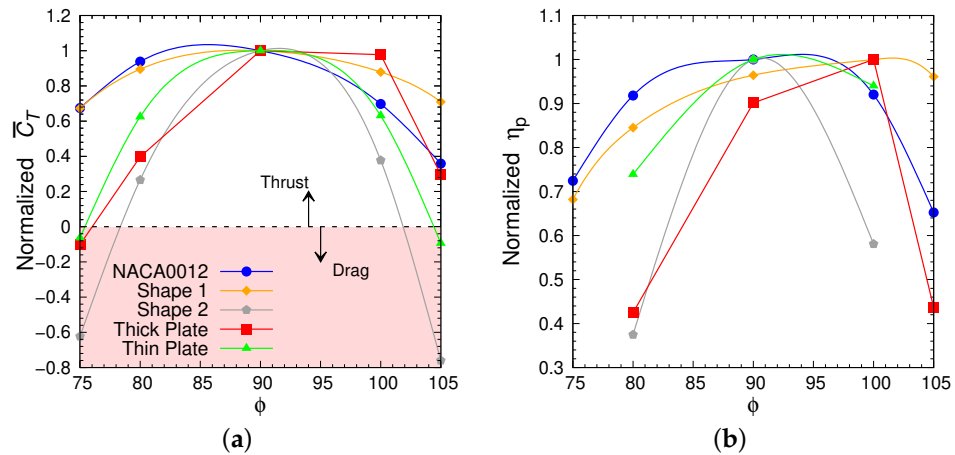 1.2
1
0.8
0.6
0.4
0.2
0
−0.2
−0.4
−0.6
−0.8
Normalized C̅_T
Thrust
Drag
NACA0012
Shape 1
Shape 2
Thick Plate
Thin Plate
75 80 85 90 95 100 105
ϕ
(a)
1.1
1
0.9
0.8
0.7
0.6
0.5
0.4
0.3
Normalized η_p
75 80 85 90 95 100 105
ϕ
(b)